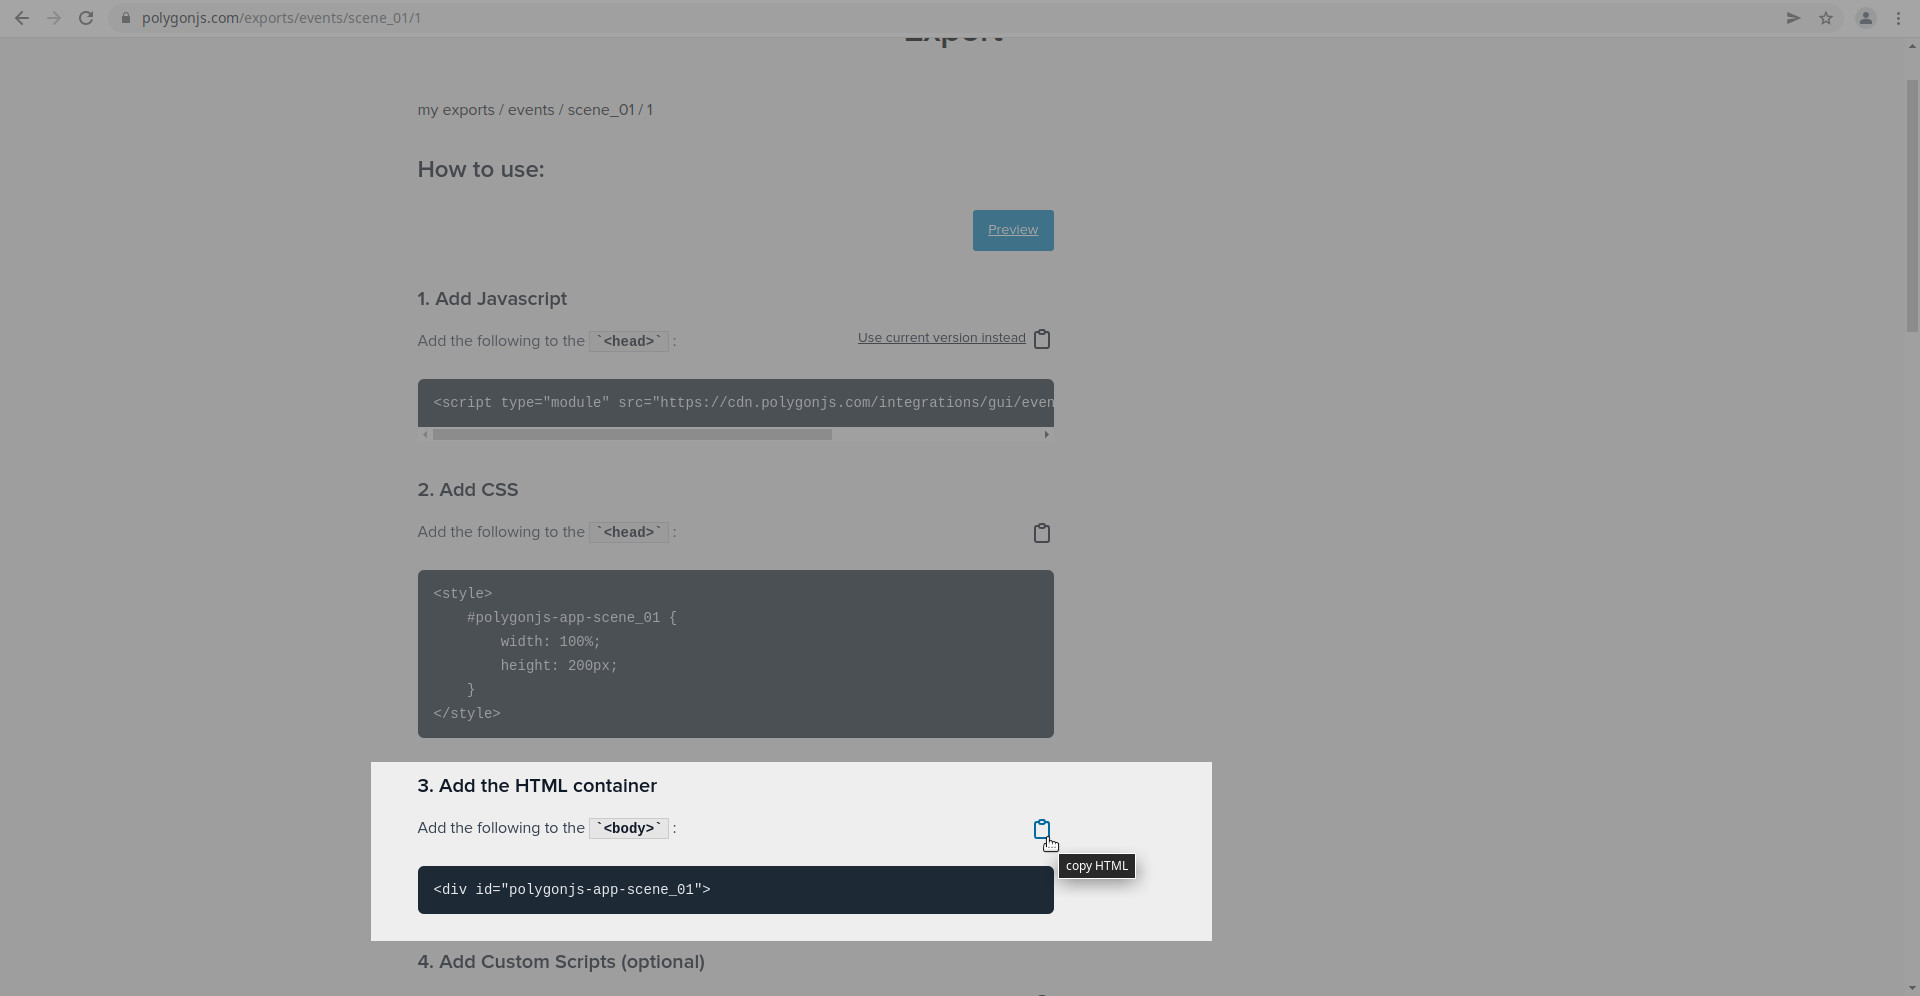 polygonjs.com/exports/events/scene_01/1
Export
my exports / events / scene_01 / 1
How to use:
Preview
1. Add Javascript
Add the following to the `<head>` :
Use current version instead
<script type="module" src="https://cdn.polygonjs.com/integrations/gui/even
2. Add CSS
Add the following to the `<head>` :
<style>
    #polygonjs-app-scene_01 {
        width: 100%;
        height: 200px;
    }
</style>
3. Add the HTML container
Add the following to the `<body>` :
copy HTML
<div id="polygonjs-app-scene_01">
4. Add Custom Scripts (optional)